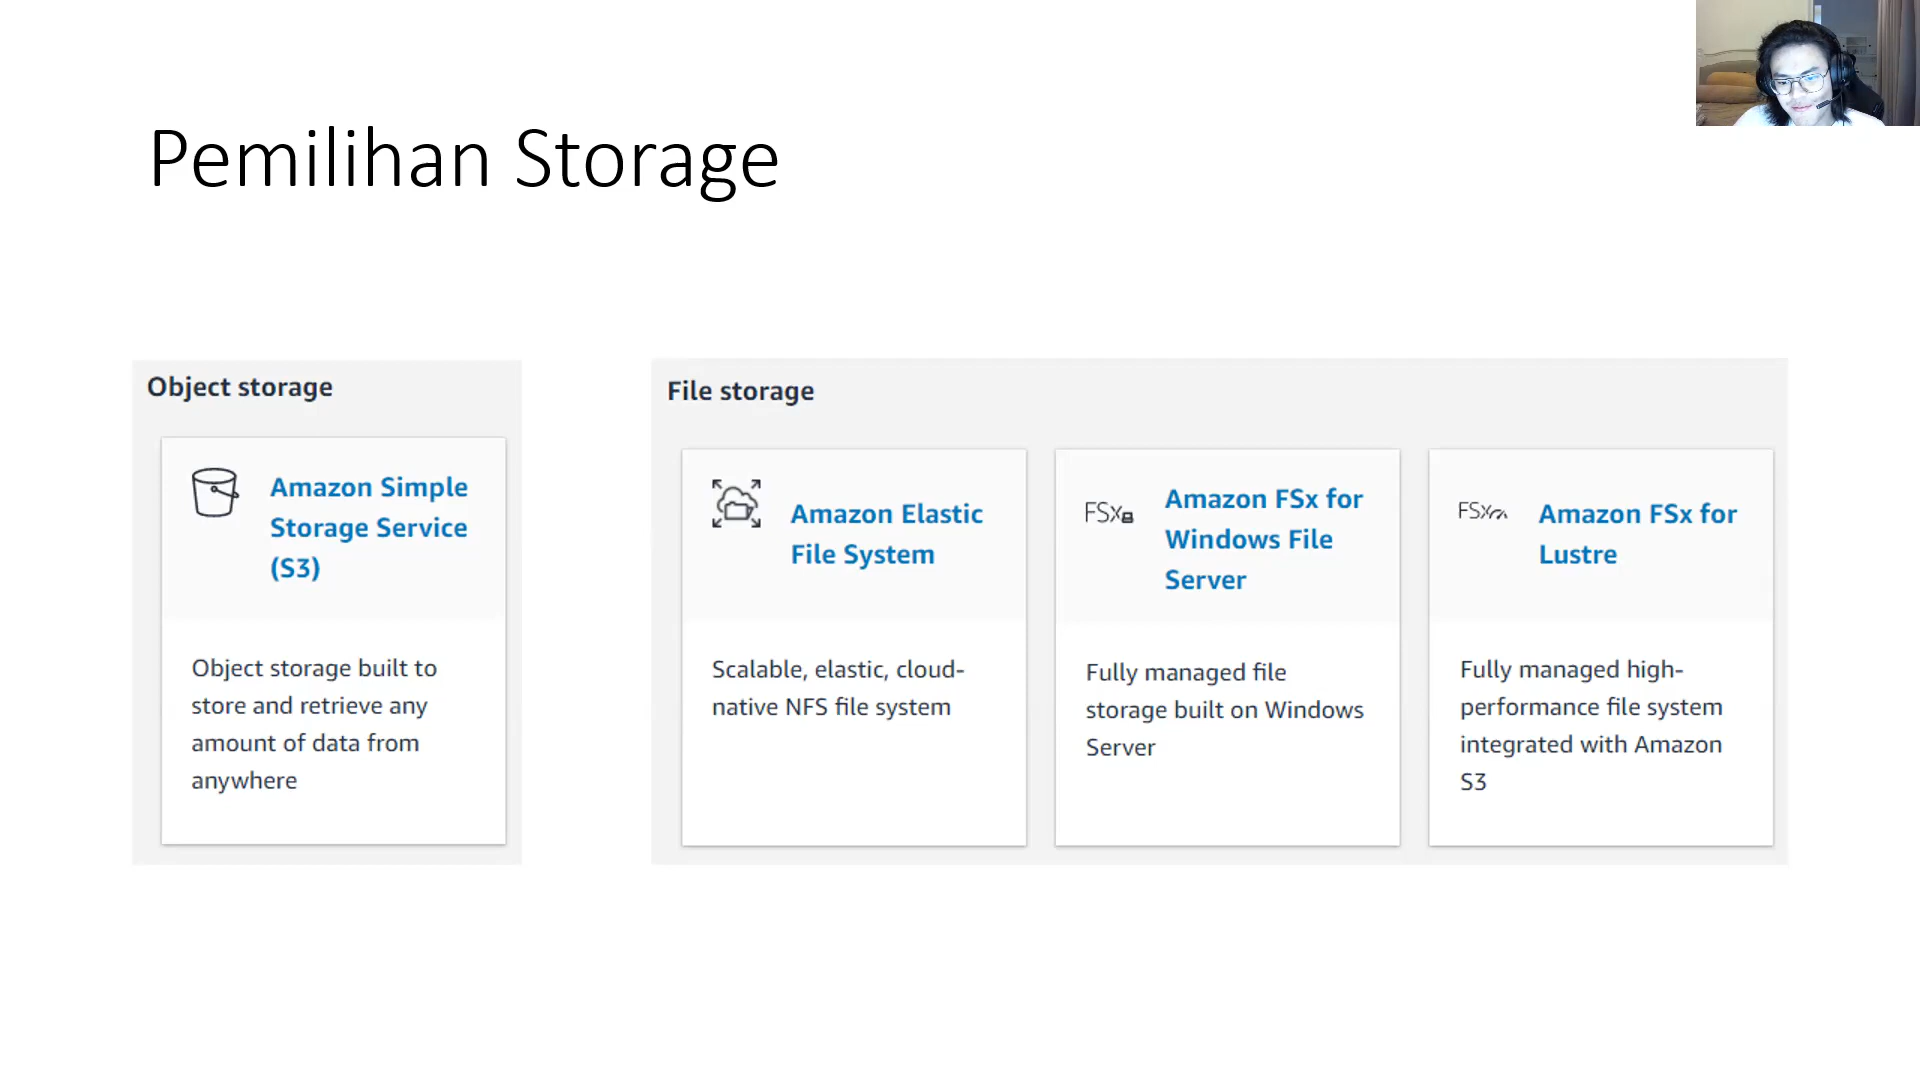 Pemilihan Storage
Object storage
Amazon Simple
Storage Service
(S3)
Object storage built to
store and retrieve any
amount of data from
anywhere
File storage
Amazon Elastic
File System
Scalable, elastic, cloud-
native NFS file system
FSx
Amazon FSx for
Windows File
Server
Fully managed file
storage built on Windows
Server
FSx
Amazon FSx for
Lustre
Fully managed high-
performance file system
integrated with Amazon
S3